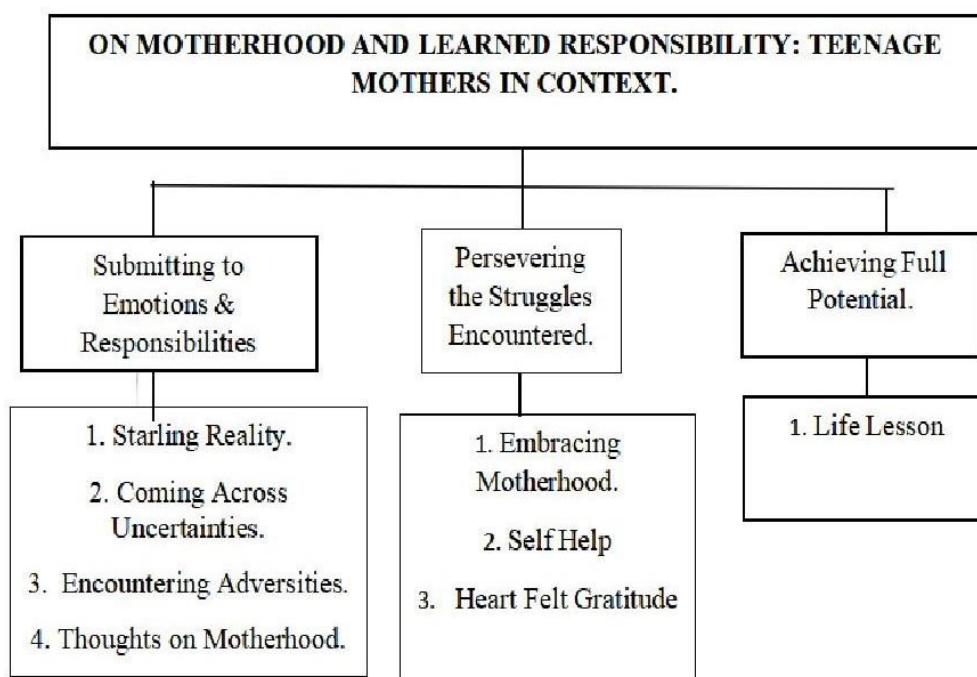 ON MOTHERHOOD AND LEARNED RESPONSIBILITY: TEENAGE
MOTHERS IN CONTEXT.
Submitting to
Emotions &
Responsibilities
Persevering
the Struggles
Encountered.
Achieving Full
Potential.
1. Starling Reality.
2. Coming Across
Uncertainties.
3. Encountering Adversities.
4. Thoughts on Motherhood.
1. Embracing
Motherhood.
2. Self Help
3. Heart Felt Gratitude
1. Life Lesson